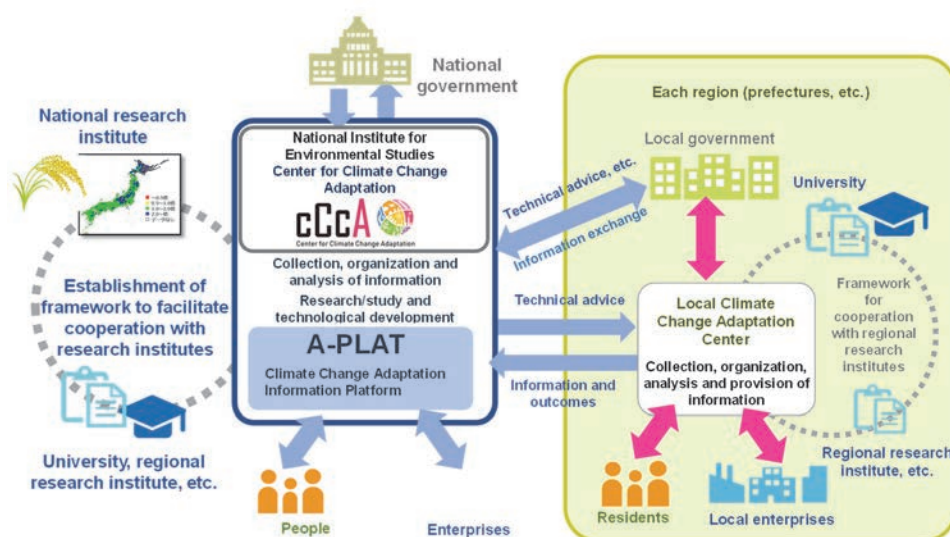 National
government
National research
institute
Establishment of
framework to facilitate
cooperation with
research institutes
University, regional
research institute, etc.
National Institute for
Environmental Studies
Center for Climate Change
Adaptation
cCcA
Center for Climate Change Adaptation
Collection, organization and
analysis of information
Research/study and
technological development
A-PLAT
Climate Change Adaptation
Information Platform
People
Enterprises
Technical advice, etc.
Information exchange
Technical advice
Information and
outcomes
Each region (prefectures, etc.)
Local government
University
Local Climate
Change Adaptation
Center
Collection, organization,
analysis and provision of
information
Framework
for
cooperation
with regional
research
institutes
Regional research
institute, etc.
Residents
Local enterprises